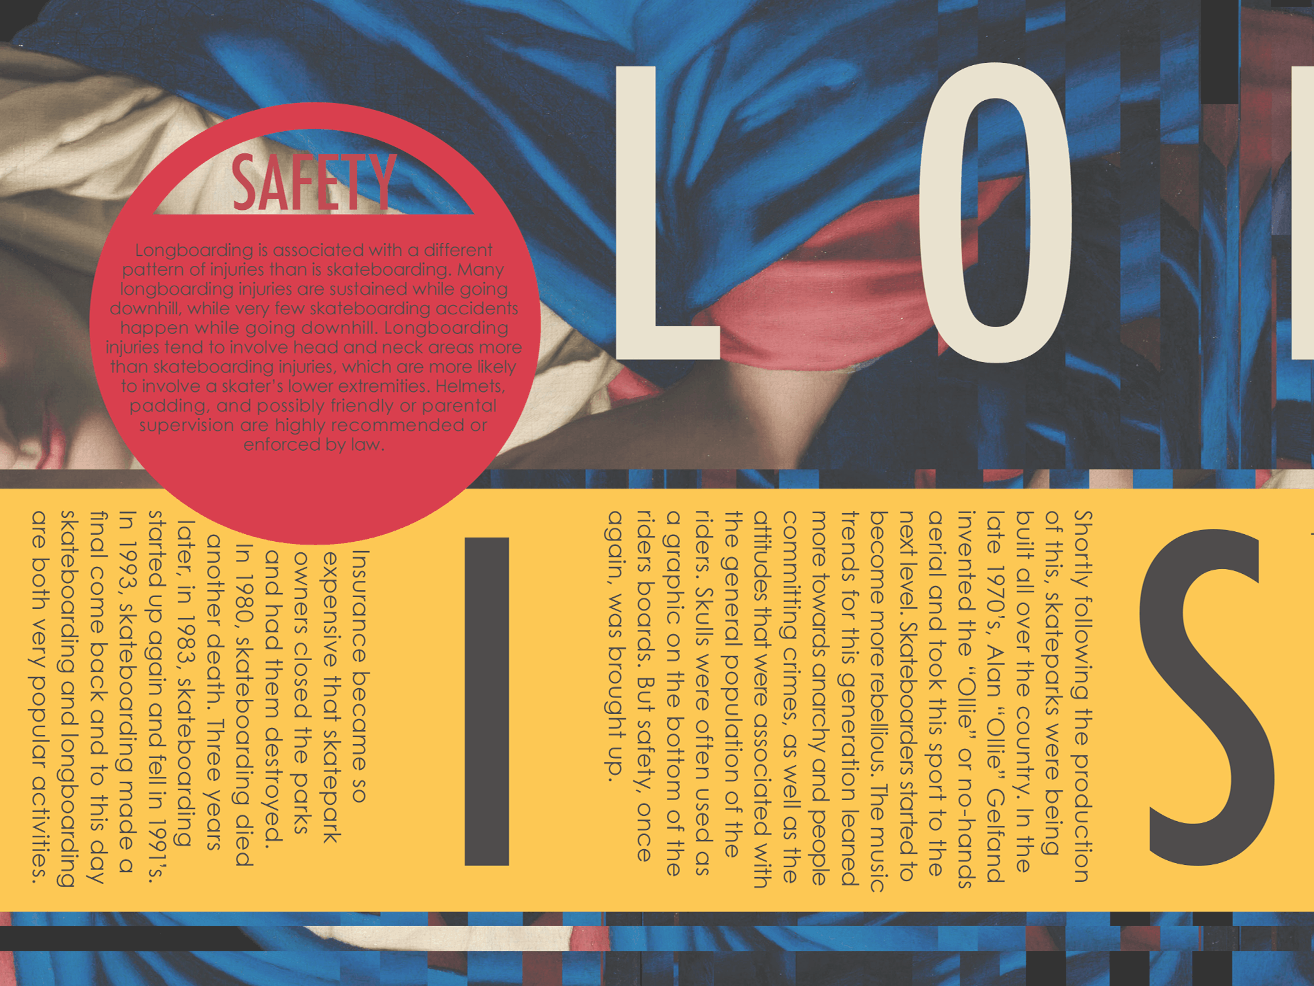 SAFETY
Longboarding is associated with a different
pattern of injuries than is skateboarding. Many
longboarding injuries are sustained while going
downhill, while very few skateboarding accidents
happen while going downhill. Longboarding
injuries tend to involve head and neck areas more
than skateboarding injuries, which are more likely
to involve a skater’s lower extremities. Helmets,
padding, and possibly friendly or parental
supervision are highly recommended or
enforced by law.
L O
I S
Shortly following the production
of this, skateparks were being
built all over the country. In the
late 1970’s, Alan “Ollie” Gelfand
invented the “Ollie” or no-hands
aerial and took this sport to the
next level. Skateboarders started to
become more rebellious. The music
trends for this generation leaned
more towards anarchy and people
committing crimes, as well as the
attitudes that were associated with
the general population of the
riders. Skulls were often used as
a graphic on the bottom of the
riders boards. But safety, once
again, was brought up.
Insurance became so
expensive that skatepark
owners closed the parks
and had them destroyed.
In 1980, skateboarding died
another death. Three years
later, in 1983, skateboarding
started up again and fell in 1991’s.
In 1993, skateboarding made a
final come back and to this day
skateboarding and longboarding
are both very popular activities.